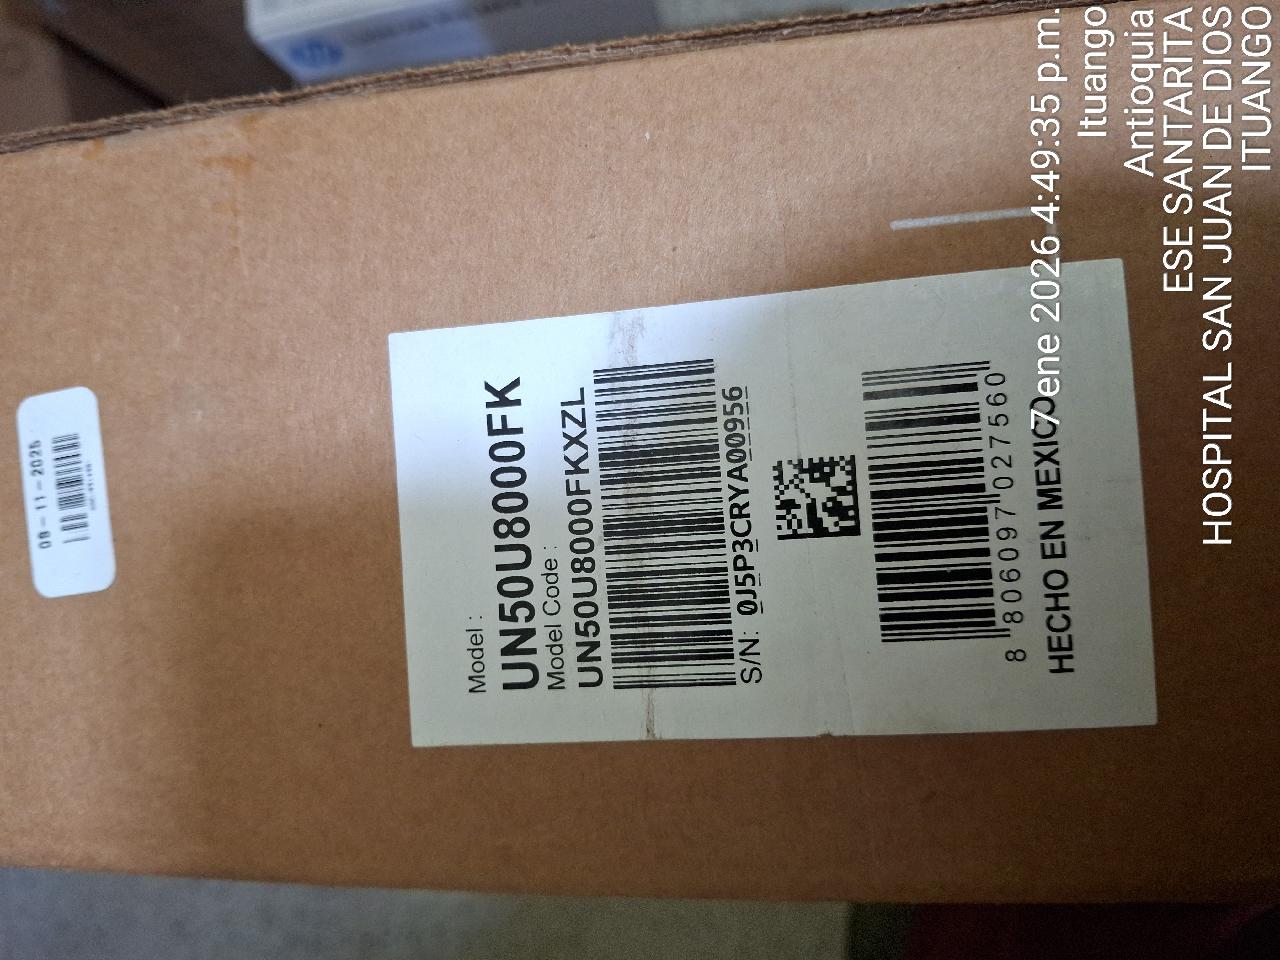 09-11-2025
Model :
UN50U8000FK
Model Code :
UN50U8000FKXZL
S/N: 0J5P3CRYA00956
8 806097 027560
HECHO EN MEXICO
7 ene 2026 4:49:35 p.m.
Ituango
Antioquia
ESE SANTARITA
HOSPITAL SAN JUAN DE DIOS
ITUANGO